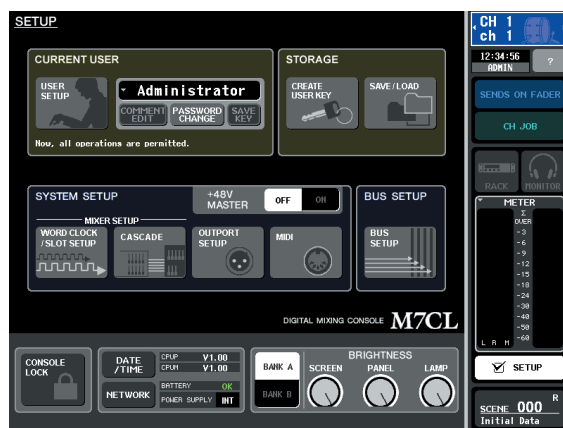 SETUP
CURRENT USER
USER
SETUP
Administrator
COMMENT
EDIT
PASSWORD
CHANGE
SAVE
KEY
Now, all operations are permitted.
STORAGE
CREATE
USER KEY
SAVE/LOAD
SYSTEM SETUP
+48V
MASTER
OFF
ON
MIXER SETUP
WORD CLOCK
/SLOT SETUP
CASCADE
OUTPORT
SETUP
MIDI
BUS SETUP
BUS
SETUP
DIGITAL MIXING CONSOLE M7CL
CONSOLE
LOCK
DATE
/TIME
CPUP V1.00
CPUM V1.00
NETWORK
BATTERY OK
POWER SUPPLY INT
BANK A
BANK B
BRIGHTNESS
SCREEN
PANEL
LAMP
CH 1
ch 1
12:34:56
ADMIN
?
SENDS ON FADER
CH JOB
RACK
MONITOR
METER
Σ
OVER
-3
-6
-9
-12
-15
-18
-24
-30
-40
-50
-60
L R M
SETUP
R
SCENE 000
Initial Data